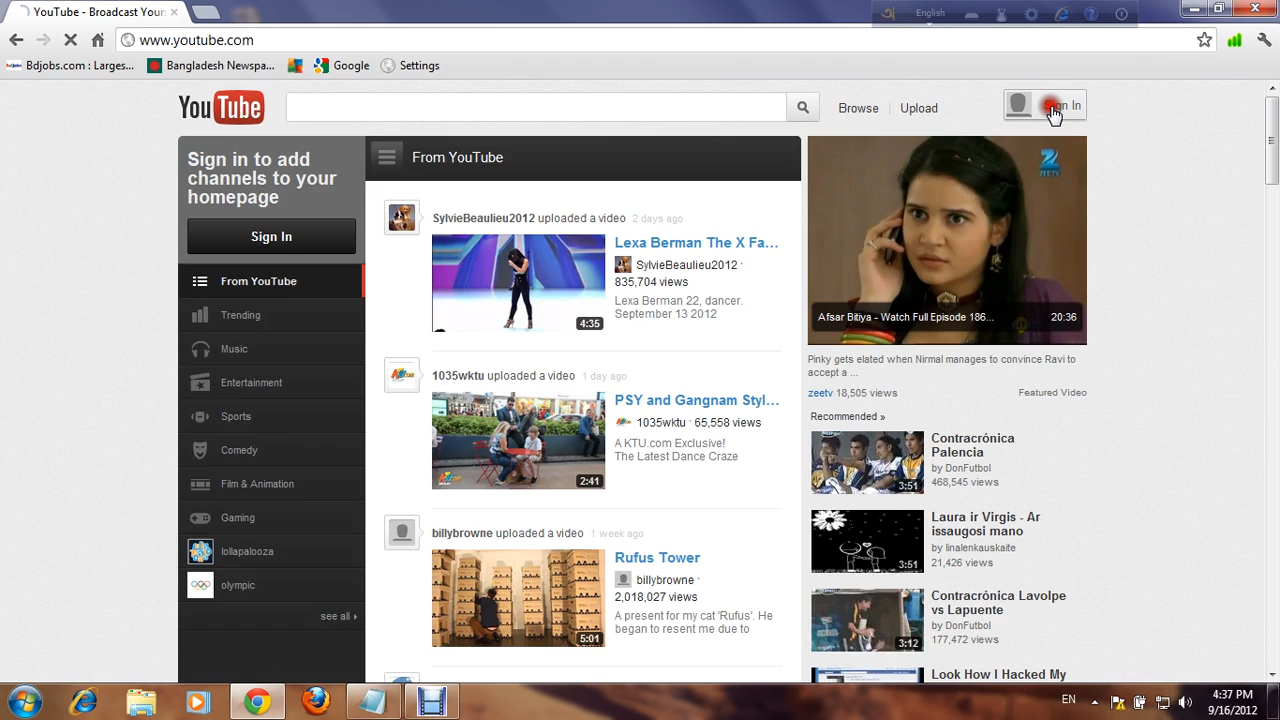 YouTube - Broadcast Your
English
www.youtube.com
Bdjobs.com : Larges...
Bangladesh Newspa...
Google
Settings
YouTube
Browse
Upload
Sign In
Sign in to add
channels to your
homepage
Sign In
From YouTube
Trending
Music
Entertainment
Sports
Comedy
Film & Animation
Gaming
lollapalooza
olympic
see all
From YouTube
SylvieBeaulieu2012 uploaded a video 2 days ago
4:35
Lexa Berman The X Fa...
SylvieBeaulieu2012 ·
835,704 views
Lexa Berman 22, dancer.
September 13 2012
1035wktu uploaded a video 1 day ago
2:41
PSY and Gangnam Styl...
1035wktu · 65,558 views
A KTU.com Exclusive!
The Latest Dance Craze
billybrowne uploaded a video 1 week ago
5:01
Rufus Tower
billybrowne ·
2,018,027 views
A present for my cat 'Rufus'. He
began to resent me due to
ZEE TV
Afsar Bitiya - Watch Full Episode 186... 20:36
Pinky gets elated when Nirmal manages to convince Ravi to
accept a ...
zeetv 18,505 views Featured Video
Recommended »
3:51
Contracrónica
Palencia
by DonFutbol
468,545 views
3:51
Laura ir Virgis - Ar
issaugosi mano
by linalenkauskaite
21,426 views
3:12
Contracrónica Lavolpe
vs Lapuente
by DonFutbol
177,472 views
Look How I Hacked My
EN
4:37 PM
9/16/2012